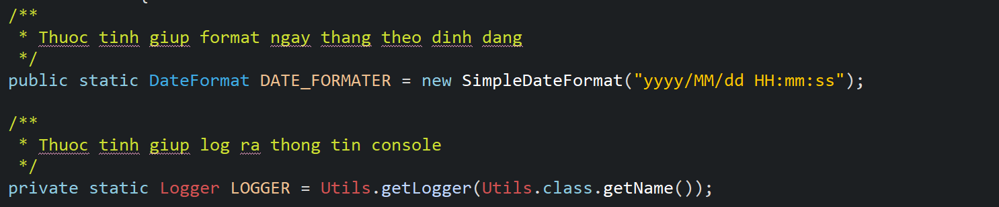 {
/**
 * Thuoc tinh giup format ngay thang theo dinh dang
 */
public static DateFormat DATE_FORMATER = new SimpleDateFormat("yyyy/MM/dd HH:mm:ss");
/**
 * Thuoc tinh giup log ra thong tin console
 */
private static Logger LOGGER = Utils.getLogger(Utils.class.getName());